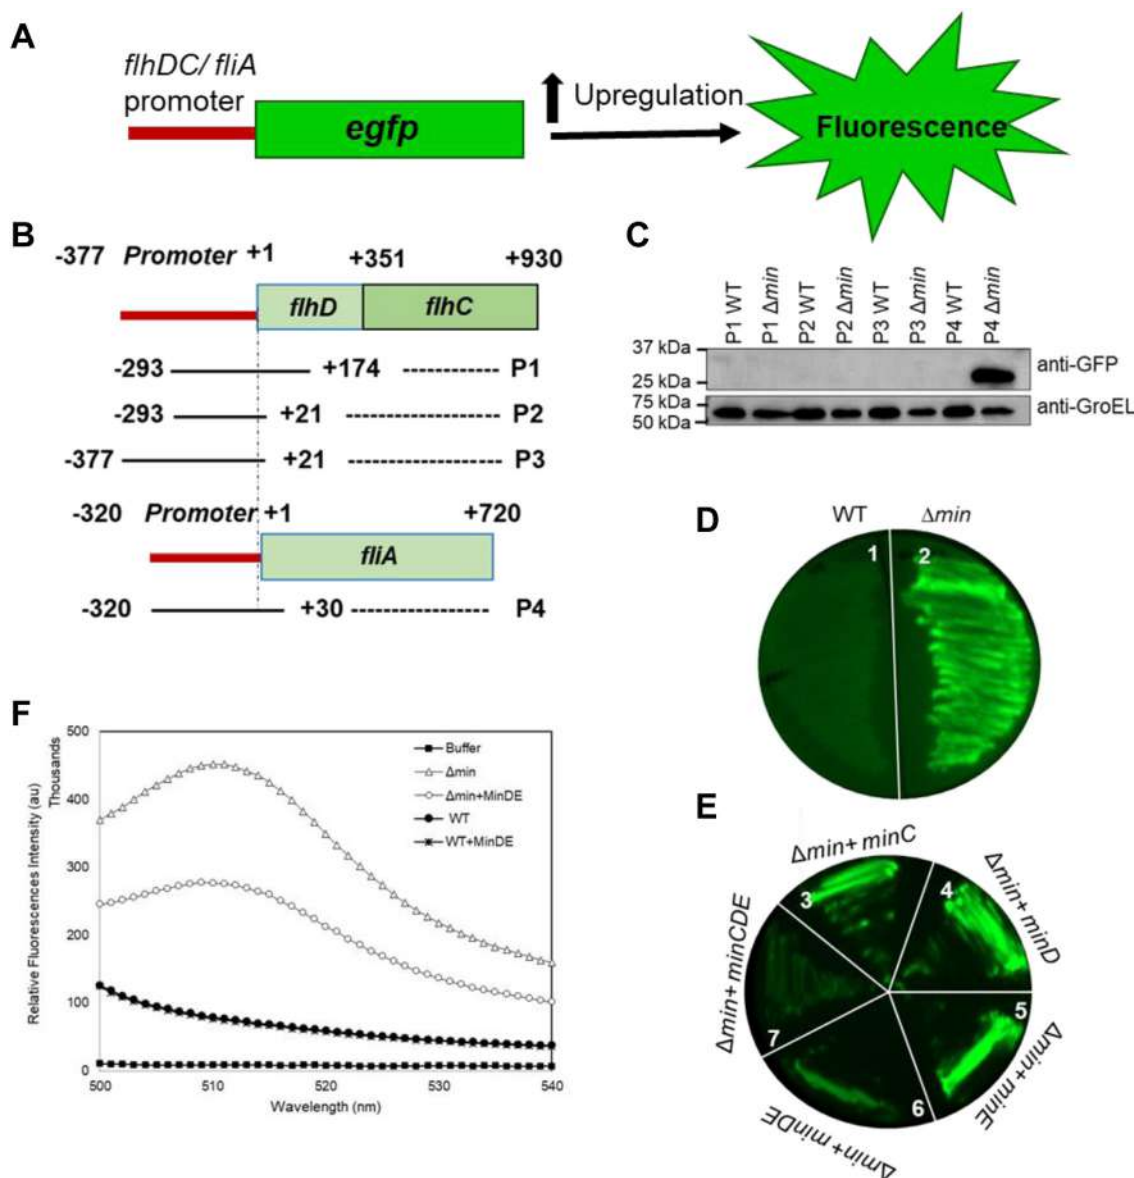 A
flhDC/ fliA
promoter
egfp
Upregulation
Fluorescence
B
-377 Promoter +1 +351 +930
flhD flhC
-293 +174 P1
-293 +21 P2
-377 +21 P3
-320 Promoter +1 +720
fliA
-320 +30 P4
C
P1 WT
P1 Δmin
P2 WT
P2 Δmin
P3 WT
P3 Δmin
P4 WT
P4 Δmin
37 kDa
25 kDa
anti-GFP
75 kDa
50 kDa
anti-GroEL
D
WT Δmin
1 2
E
Δmin+ minC
3
Δmin+ minD
4
Δmin+ minE
5
Δmin+ minDE
6
Δmin+ minCDE
7
F
Relative Fluorescences Intensity (au)
Thousands
500
400
300
200
100
0
500 510 520 530 540
Wavelength (nm)
Buffer
Δmin
Δmin+MinDE
WT
WT+MinDE